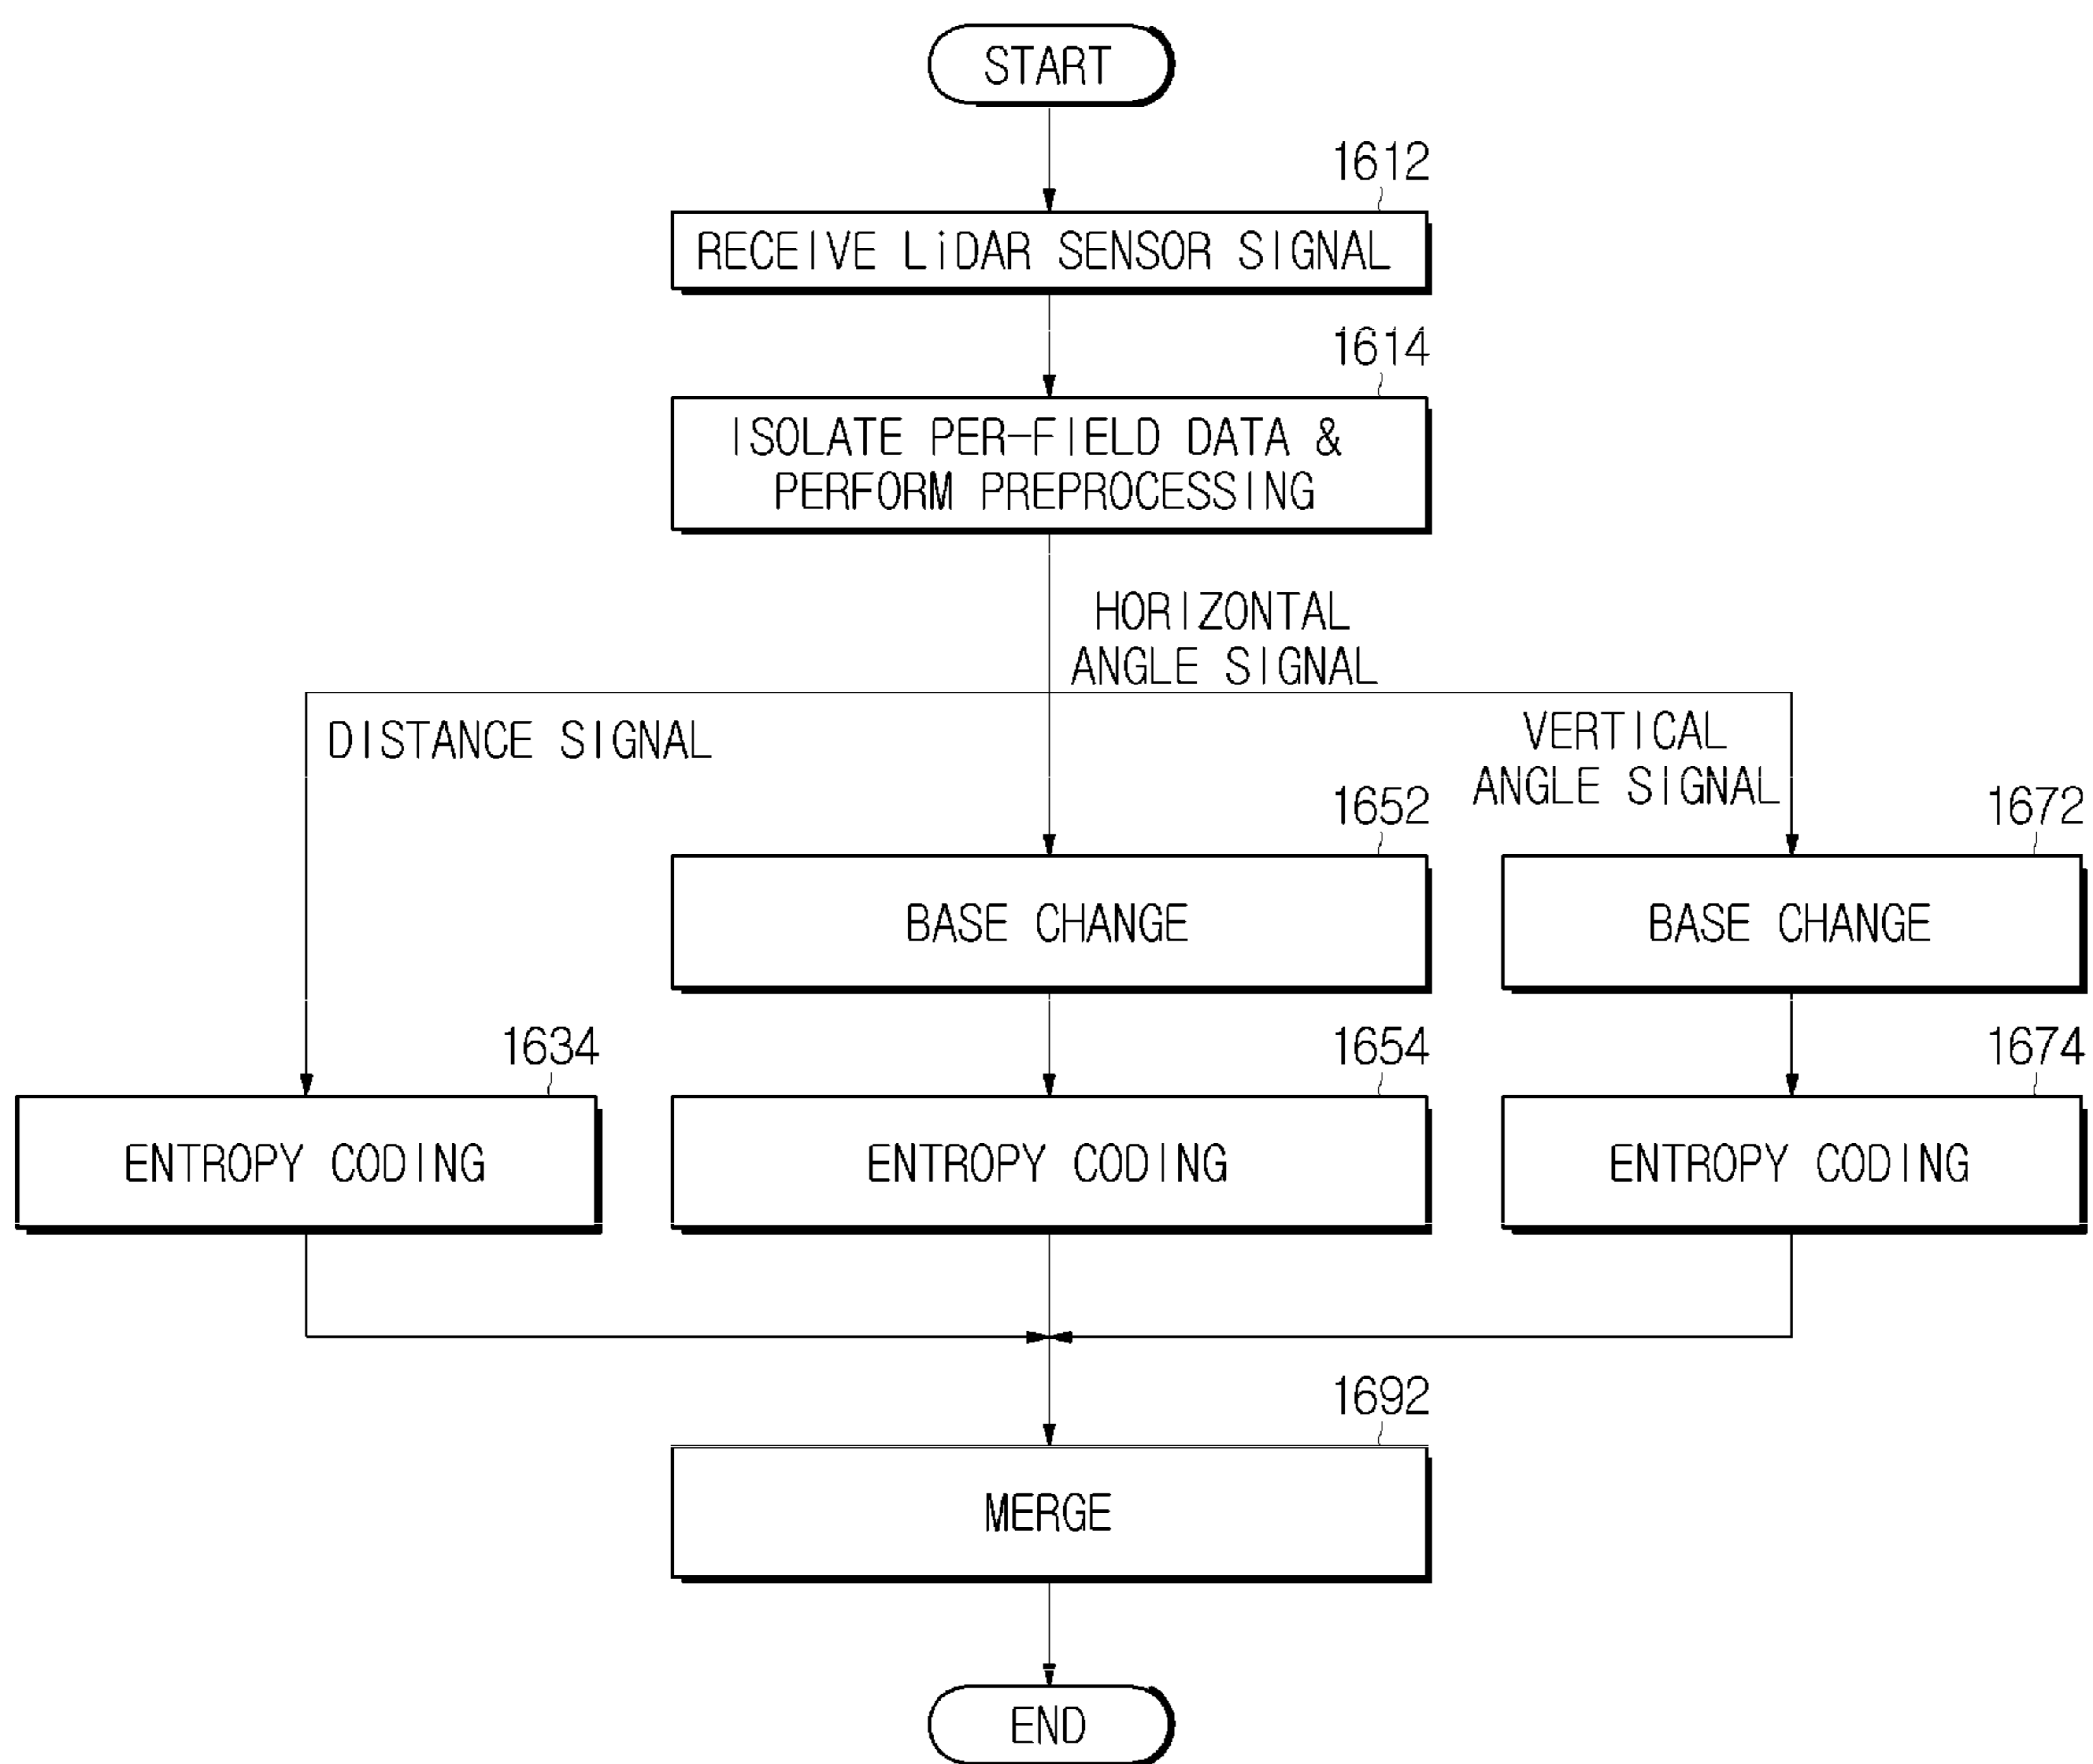 START
1612
RECEIVE LiDAR SENSOR SIGNAL
1614
ISOLATE PER-FIELD DATA &
PERFORM PREPROCESSING
HORIZONTAL
ANGLE SIGNAL
DISTANCE SIGNAL
VERTICAL
ANGLE SIGNAL
1652
1672
BASE CHANGE
BASE CHANGE
1634
1654
1674
ENTROPY CODING
ENTROPY CODING
ENTROPY CODING
1692
MERGE
END